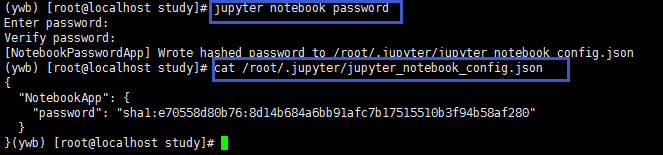 (ywb) [root@localhost study]# jupyter notebook password
Enter password:
Verify password:
[NotebookPasswordApp] Wrote hashed password to /root/.jupyter/jupyter_notebook_config.json
(ywb) [root@localhost study]# cat /root/.jupyter/jupyter_notebook_config.json
{
  "NotebookApp": {
    "password": "sha1:e70558d80b76:8d14b684a6bb91afc7b17515510b3f94b58af280"
  }
}(ywb) [root@localhost study]#